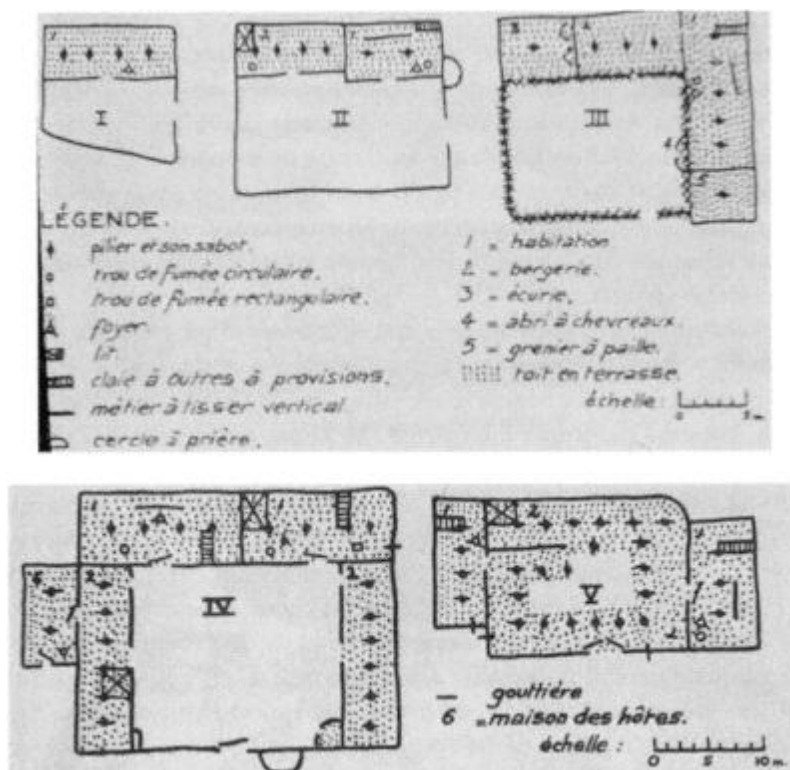 I
II
III
LÉGENDE.
pilier et son sabot.
trou de fumée circulaire.
trou de fumée rectangulaire.
foyer
lit.
claie à outres à provisions.
métier à tisser vertical.
cercle à prière.
1 = habitation
2 = bergerie.
3 = écurie.
4 = abri à chevreaux.
5 = grenier à paille.
toit en terrasse.
échelle
0 5 m.
IV
V
gouttière
6 = maison des hôtes.
échelle :
0 5 10 m.